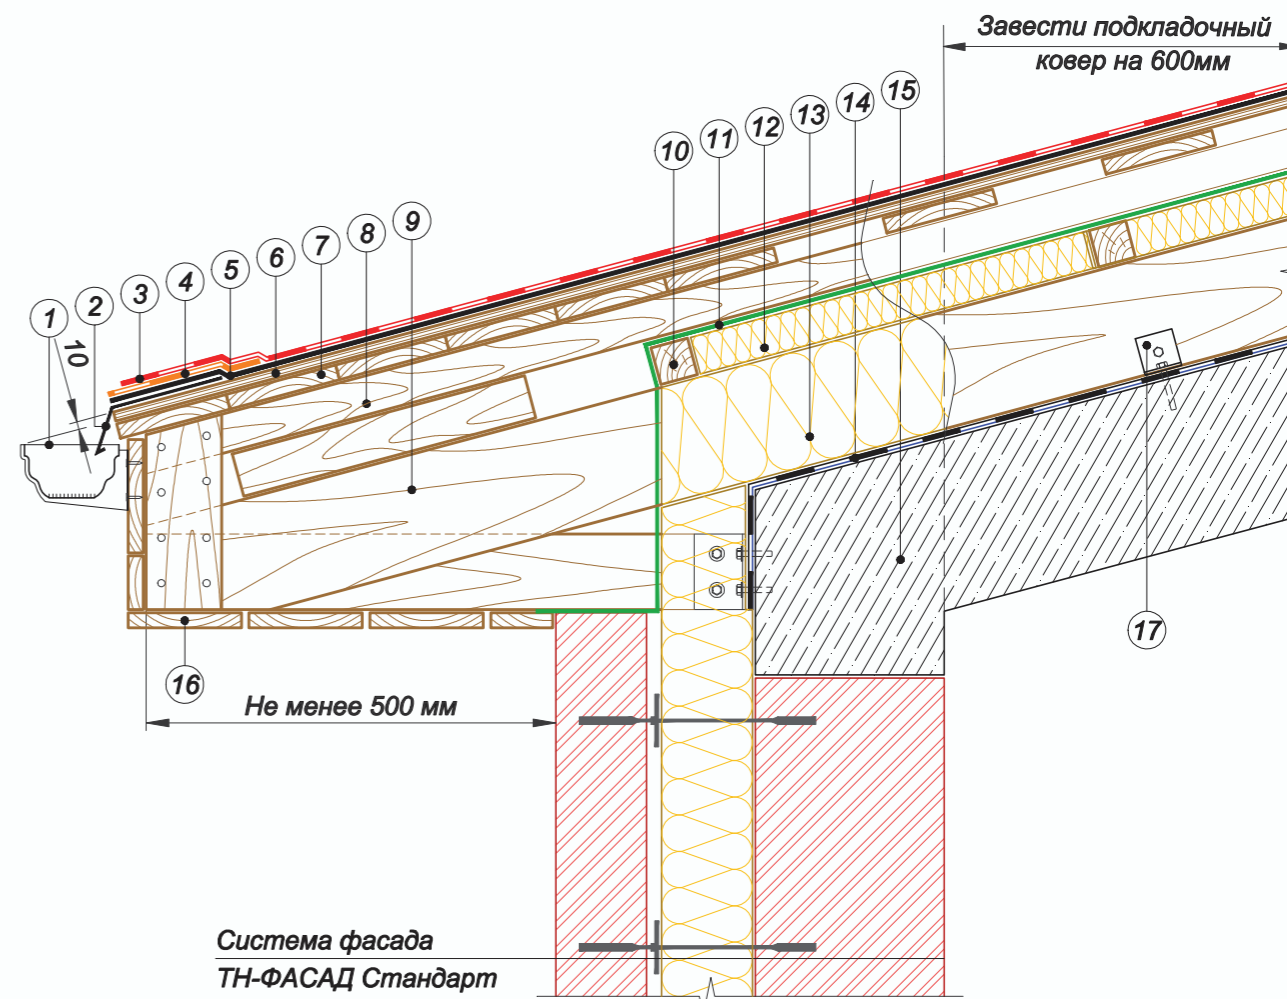 Завести подкладочный
ковер на 600мм
10 11 12 13 14 15
1 2 3 4 5 6 7 8 9
10
17
16
Не менее 500 мм
Система фасада
ТН-ФАСАД Стандарт